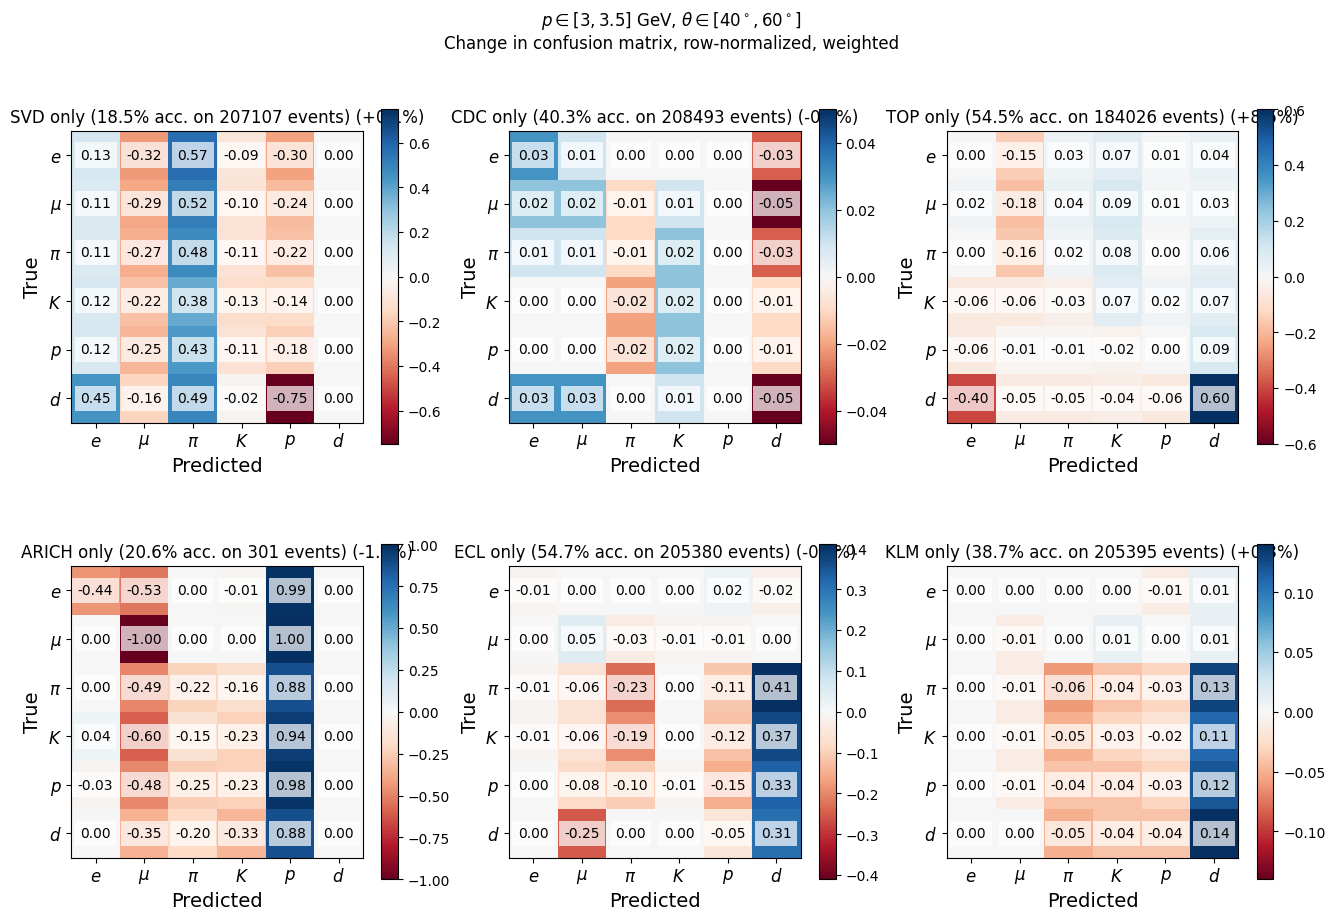 p ∈ [3, 3.5] GeV, θ ∈ [40°, 60°]
Change in confusion matrix, row-normalized, weighted
SVD only (18.5% acc. on 207107 events)
True
e 0.13 -0.32 0.57 -0.09 -0.30 0.00
μ 0.11 -0.29 0.52 -0.10 -0.24 0.00
π 0.11 -0.27 0.48 -0.11 -0.22 0.00
K 0.12 -0.22 0.38 -0.13 -0.14 0.00
p 0.12 -0.25 0.43 -0.11 -0.18 0.00
d 0.45 -0.16 0.49 -0.02 -0.75 0.00
e μ π K p d
Predicted
0.6
0.4
0.2
0.0
−0.2
−0.4
−0.6
CDC only (40.3% acc. on 208493 events)
True
e 0.03 0.01 0.00 0.00 0.00 -0.03
μ 0.02 0.02 -0.01 0.01 0.00 -0.05
π 0.01 0.01 -0.01 0.02 0.00 -0.03
K 0.00 0.00 -0.02 0.02 0.00 -0.01
p 0.00 0.00 -0.02 0.02 0.00 -0.01
d 0.03 0.03 0.00 0.01 0.00 -0.05
e μ π K p d
Predicted
0.04
0.02
0.00
−0.02
−0.04
TOP only (54.5% acc. on 184026 events)
True
e 0.00 -0.15 0.03 0.07 0.01 0.04
μ 0.02 -0.18 0.04 0.09 0.01 0.03
π 0.00 -0.16 0.02 0.08 0.00 0.06
K -0.06 -0.06 -0.03 0.07 0.02 0.07
p -0.06 -0.01 -0.01 -0.02 0.00 0.09
d -0.40 -0.05 -0.05 -0.04 -0.06 0.60
e μ π K p d
Predicted
0.6
0.4
0.2
0.0
−0.2
−0.4
−0.6
ARICH only (20.6% acc. on 301 events)
True
e -0.44 -0.53 0.00 -0.01 0.99 0.00
μ 0.00 -1.00 0.00 0.00 1.00 0.00
π 0.00 -0.49 -0.22 -0.16 0.88 0.00
K 0.04 -0.60 -0.15 -0.23 0.94 0.00
p -0.03 -0.48 -0.25 -0.23 0.98 0.00
d 0.00 -0.35 -0.20 -0.33 0.88 0.00
e μ π K p d
Predicted
1.00
0.75
0.50
0.25
0.00
−0.25
−0.50
−0.75
−1.00
ECL only (54.7% acc. on 205380 events)
True
e -0.01 0.00 0.00 0.00 0.02 -0.02
μ 0.00 0.05 -0.03 -0.01 -0.01 0.00
π -0.01 -0.06 -0.23 0.00 -0.11 0.41
K -0.01 -0.06 -0.19 0.00 -0.12 0.37
p 0.00 -0.08 -0.10 -0.01 -0.15 0.33
d 0.00 -0.25 0.00 0.00 -0.05 0.31
e μ π K p d
Predicted
0.4
0.3
0.2
0.1
0.0
−0.1
−0.2
−0.3
−0.4
KLM only (38.7% acc. on 205395 events)
True
e 0.00 0.00 0.00 0.00 -0.01 0.01
μ 0.00 -0.01 0.00 0.01 0.00 0.01
π 0.00 -0.01 -0.06 -0.04 -0.03 0.13
K 0.00 -0.01 -0.05 -0.03 -0.02 0.11
p 0.00 -0.01 -0.04 -0.04 -0.03 0.12
d 0.00 0.00 -0.05 -0.04 -0.04 0.14
e μ π K p d
Predicted
0.10
0.05
0.00
−0.05
−0.10